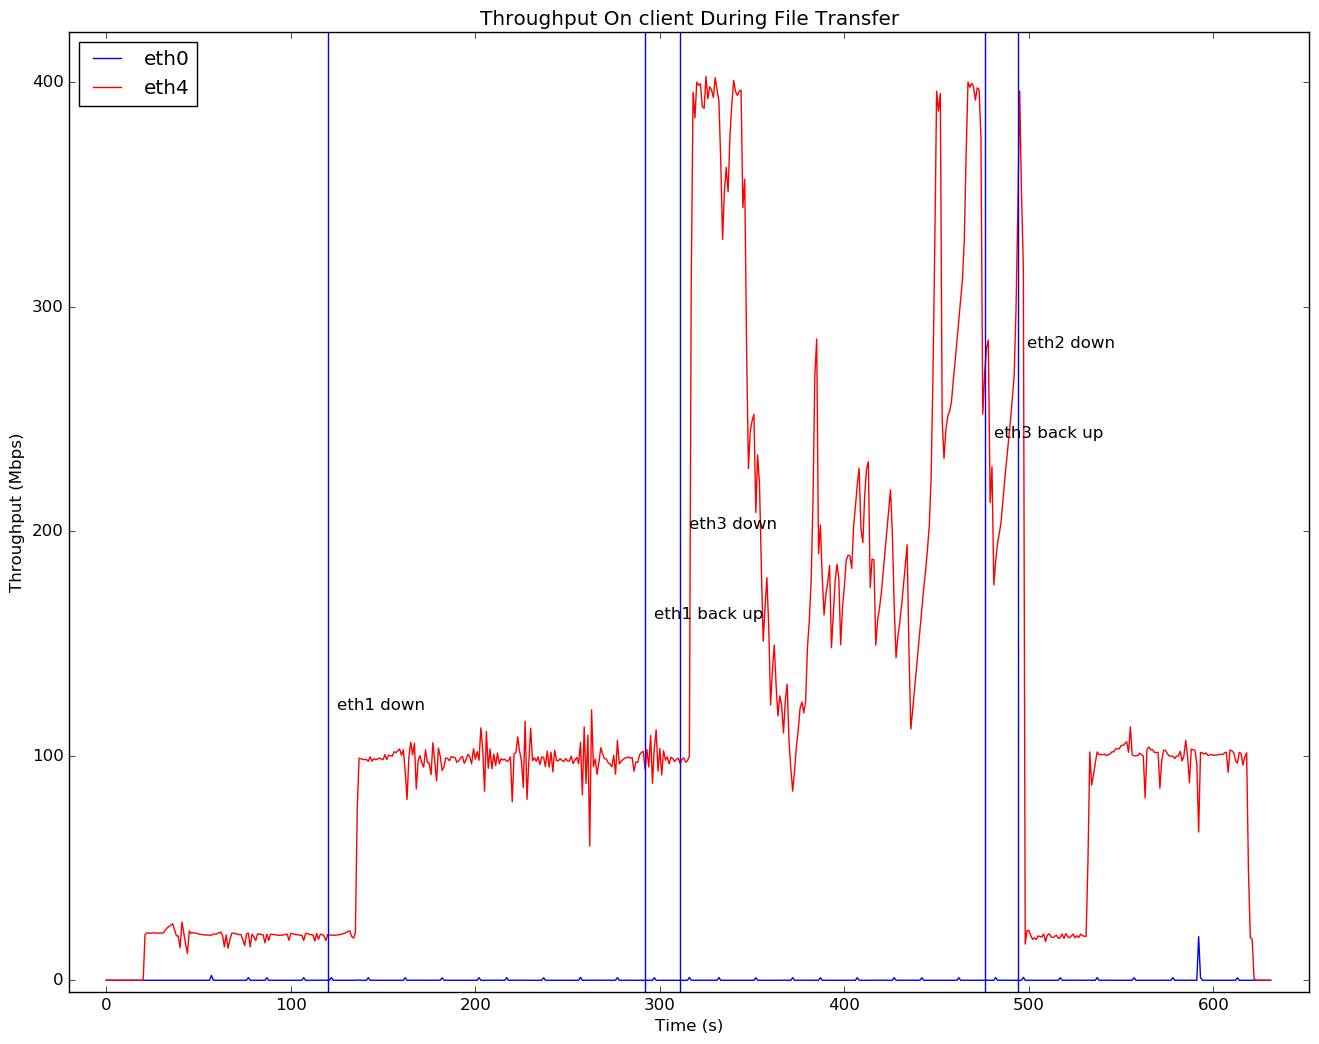 Throughput On client During File Transfer
eth0
eth4
400
300
200
100
0
Throughput (Mbps)
eth2 down
eth3 back up
eth3 down
eth1 back up
eth1 down
0 100 200 300 400 500 600
Time (s)